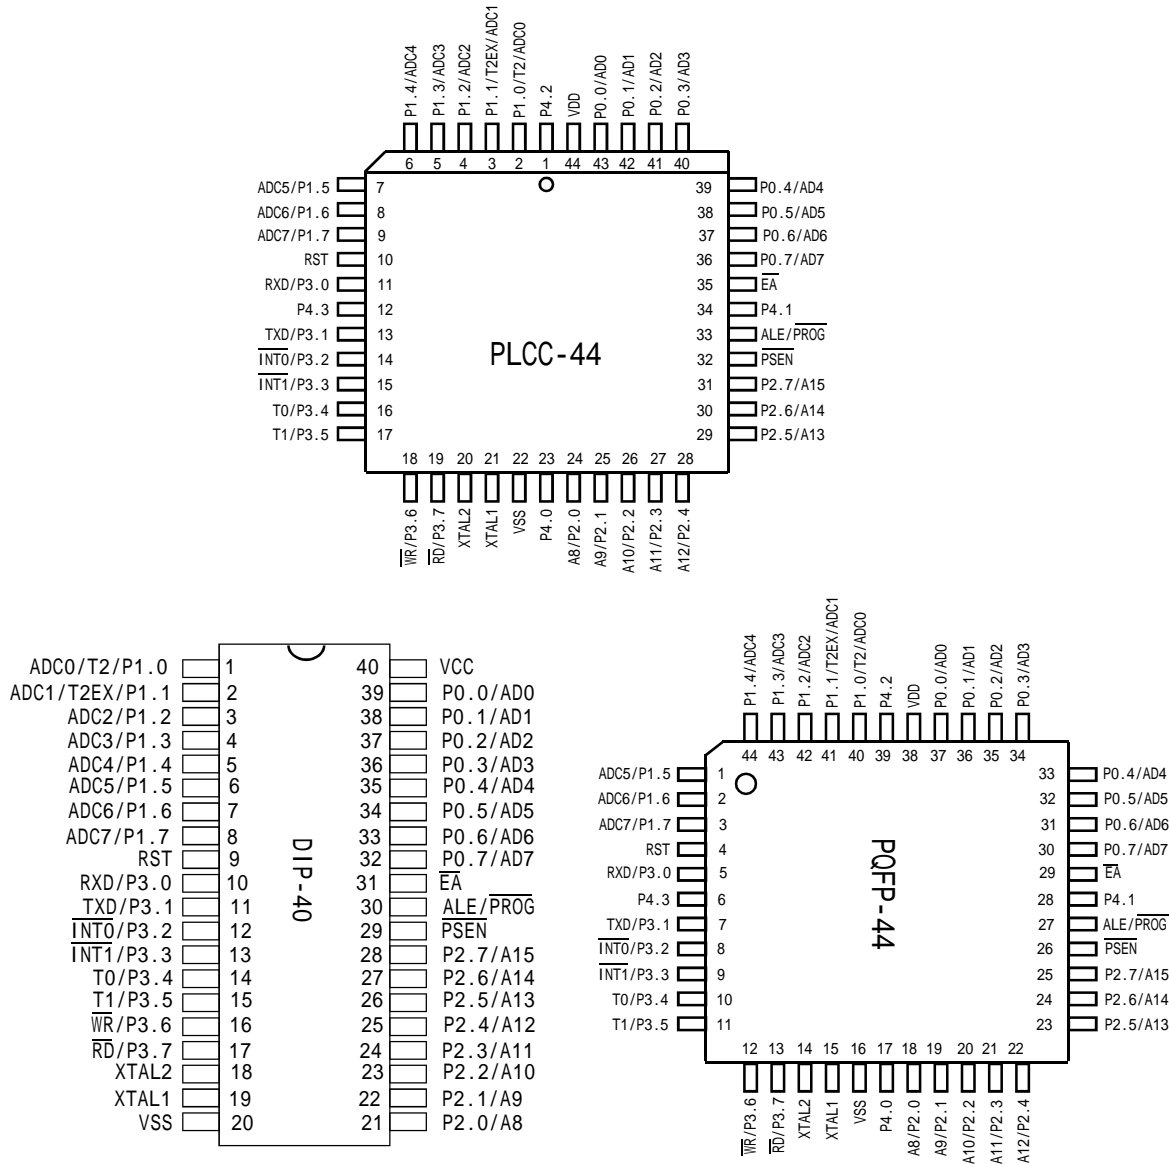 P1.4/ADC4
P1.3/ADC3
P1.2/ADC2
P1.1/T2EX/ADC1
P1.0/T2/ADC0
P4.2
VDD
P0.0/AD0
P0.1/AD1
P0.2/AD2
P0.3/AD3
6 5 4 3 2 1 44 43 42 41 40
ADC5/P1.5 7 39 P0.4/AD4
ADC6/P1.6 8 38 P0.5/AD5
ADC7/P1.7 9 37 P0.6/AD6
RST 10 36 P0.7/AD7
RXD/P3.0 11 35 EA
P4.3 12 34 P4.1
TXD/P3.1 13 33 ALE/PROG
INT0/P3.2 14 32 PSEN
INT1/P3.3 15 31 P2.7/A15
T0/P3.4 16 30 P2.6/A14
T1/P3.5 17 29 P2.5/A13
PLCC-44
18 19 20 21 22 23 24 25 26 27 28
WR/P3.6
RD/P3.7
XTAL2
XTAL1
VSS
P4.0
A8/P2.0
A9/P2.1
A10/P2.2
A11/P2.3
A12/P2.4
ADC0/T2/P1.0 1 40 VCC
ADC1/T2EX/P1.1 2 39 P0.0/AD0
ADC2/P1.2 3 38 P0.1/AD1
ADC3/P1.3 4 37 P0.2/AD2
ADC4/P1.4 5 36 P0.3/AD3
ADC5/P1.5 6 35 P0.4/AD4
ADC6/P1.6 7 34 P0.5/AD5
ADC7/P1.7 8 33 P0.6/AD6
RST 9 32 P0.7/AD7
RXD/P3.0 10 31 EA
TXD/P3.1 11 30 ALE/PROG
INT0/P3.2 12 29 PSEN
INT1/P3.3 13 28 P2.7/A15
T0/P3.4 14 27 P2.6/A14
T1/P3.5 15 26 P2.5/A13
WR/P3.6 16 25 P2.4/A12
RD/P3.7 17 24 P2.3/A11
XTAL2 18 23 P2.2/A10
XTAL1 19 22 P2.1/A9
VSS 20 21 P2.0/A8
DIP-40
P1.4/ADC4
P1.3/ADC3
P1.2/ADC2
P1.1/T2EX/ADC1
P1.0/T2/ADC0
P4.2
VDD
P0.0/AD0
P0.1/AD1
P0.2/AD2
P0.3/AD3
44 43 42 41 40 39 38 37 36 35 34
ADC5/P1.5 1 33 P0.4/AD4
ADC6/P1.6 2 32 P0.5/AD5
ADC7/P1.7 3 31 P0.6/AD6
RST 4 30 P0.7/AD7
RXD/P3.0 5 29 EA
P4.3 6 28 P4.1
TXD/P3.1 7 27 ALE/PROG
INT0/P3.2 8 26 PSEN
INT1/P3.3 9 25 P2.7/A15
T0/P3.4 10 24 P2.6/A14
T1/P3.5 11 23 P2.5/A13
PQFP-44
12 13 14 15 16 17 18 19 20 21 22
WR/P3.6
RD/P3.7
XTAL2
XTAL1
VSS
P4.0
A8/P2.0
A9/P2.1
A10/P2.2
A11/P2.3
A12/P2.4